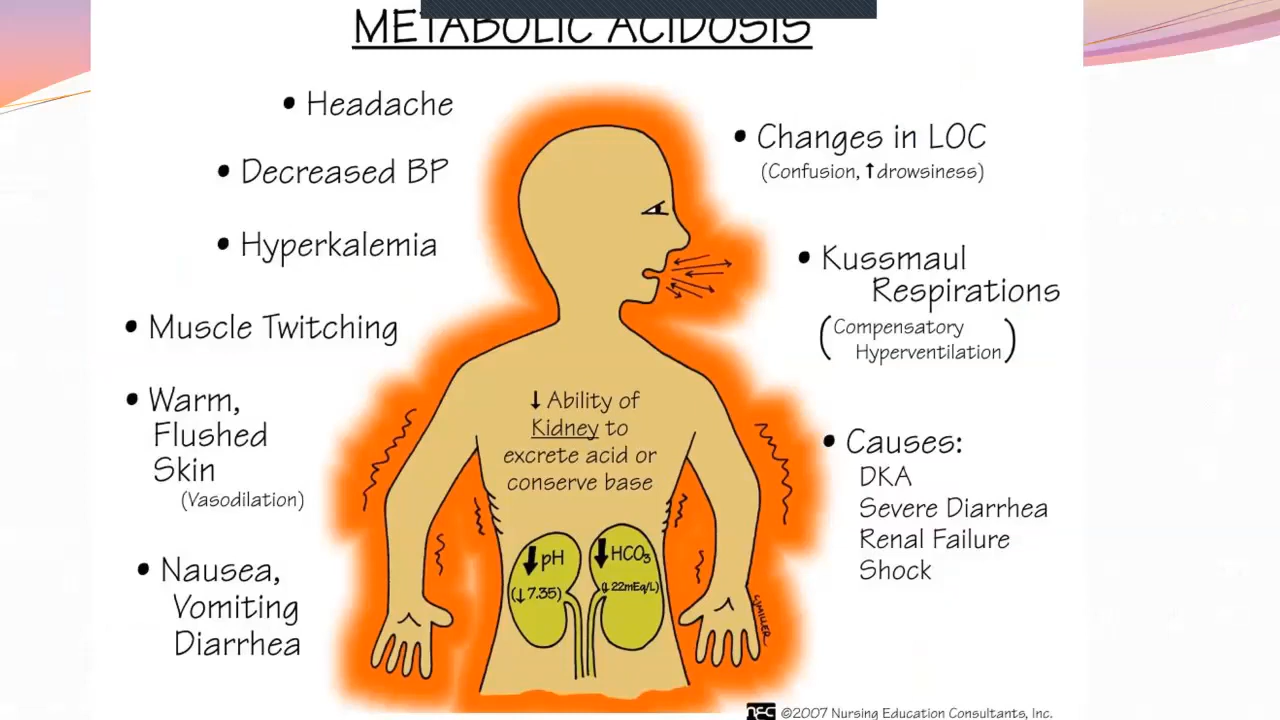 METABOLIC ACIDOSIS
• Headache
• Decreased BP
• Hyperkalemia
• Muscle Twitching
• Warm,
Flushed
Skin
(Vasodilation)
• Nausea,
Vomiting
Diarrhea
• Changes in LOC
(Confusion, ↑drowsiness)
• Kussmaul
Respirations
(Compensatory
Hyperventilation)
• Causes:
DKA
Severe Diarrhea
Renal Failure
Shock
↓ Ability of
Kidney to
excrete acid or
conserve base
↓pH
(↓7.35)
↓HCO₃
(↓22mEq/L)
CJMILLER
nec ©2007 Nursing Education Consultants, Inc.